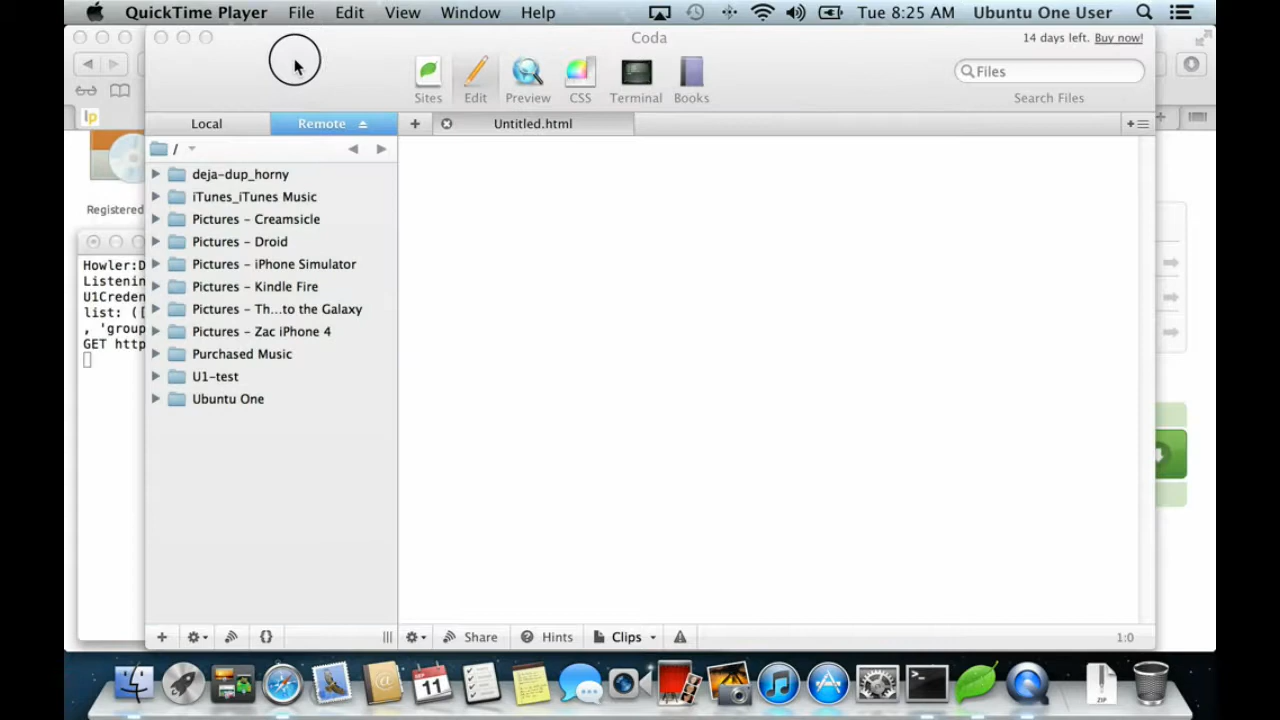 QuickTime Player File Edit View Window Help Tue 8:25 AM Ubuntu One User
Coda
14 days left. Buy now!
Sites Edit Preview CSS Terminal Books
Files
Search Files
Local Remote + Untitled.html
lp
/
deja-dup_horny
iTunes_iTunes Music
Pictures – Creamsicle
Pictures – Droid
Pictures – iPhone Simulator
Pictures – Kindle Fire
Pictures – Th...to the Galaxy
Pictures – Zac iPhone 4
Purchased Music
U1-test
Ubuntu One
Registered
Howler:D
Listenin
U1Creden
list: ([
, 'group
GET http
Share Hints Clips 1:0
SEP
11
ZIP